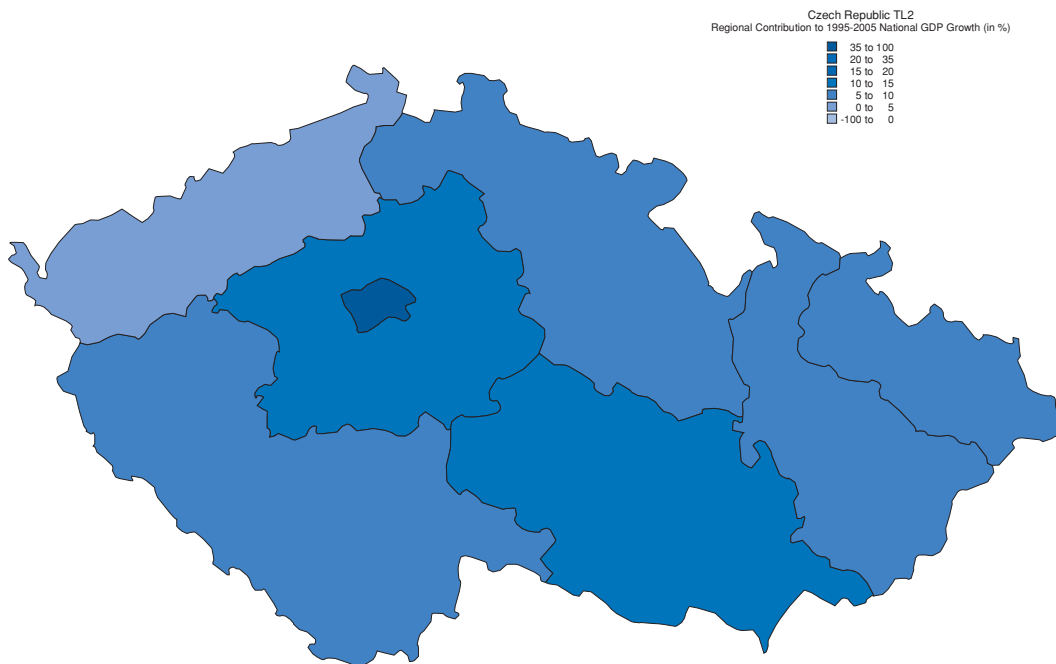 Czech Republic TL2
Regional Contribution to 1995-2005 National GDP Growth (in %)
35 to 100
20 to 35
15 to 20
10 to 15
5 to 10
0 to 5
-100 to 0